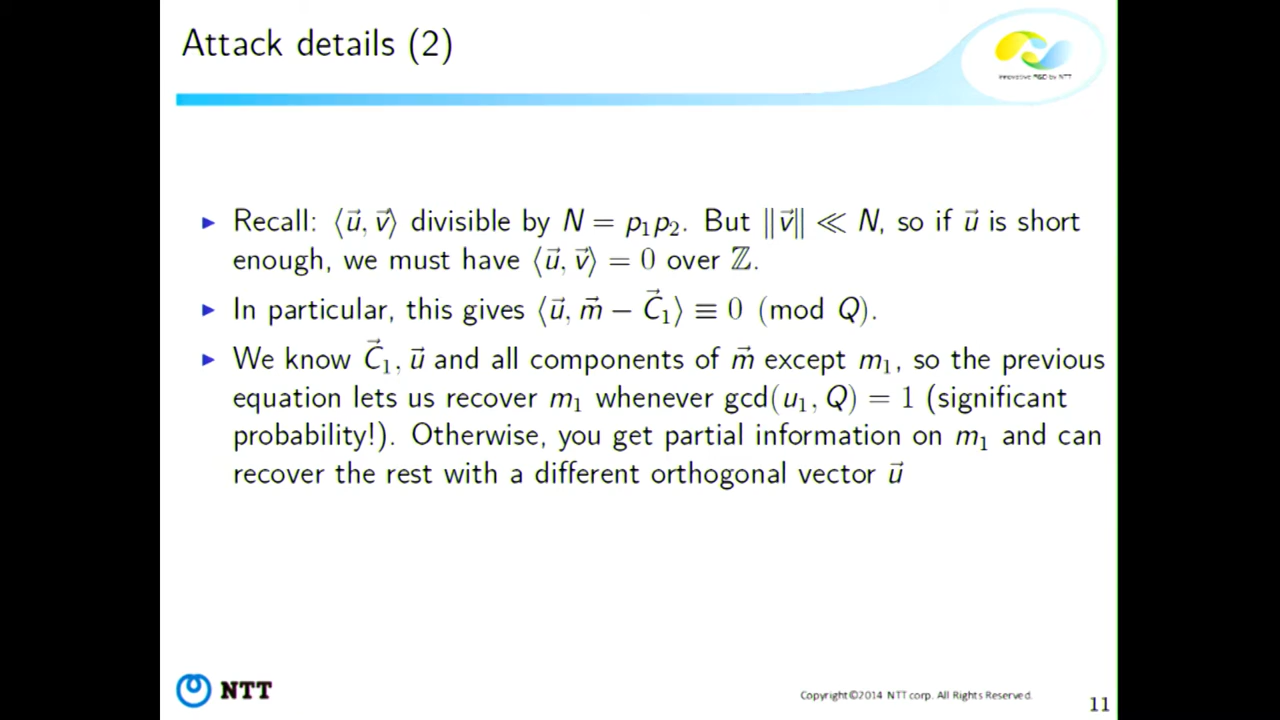 Attack details (2)
Innovative R&D by NTT
▶ Recall: ⟨u⃗, v⃗⟩ divisible by N = p₁p₂. But ‖v⃗‖ ≪ N, so if u⃗ is short
enough, we must have ⟨u⃗, v⃗⟩ = 0 over ℤ.
▶ In particular, this gives ⟨u⃗, m⃗ − C⃗₁⟩ ≡ 0 (mod Q).
▶ We know C⃗₁, u⃗ and all components of m⃗ except m₁, so the previous
equation lets us recover m₁ whenever gcd(u₁, Q) = 1 (significant
probability!). Otherwise, you get partial information on m₁ and can
recover the rest with a different orthogonal vector u⃗
NTT
Copyright©2014 NTT corp. All Rights Reserved.
11